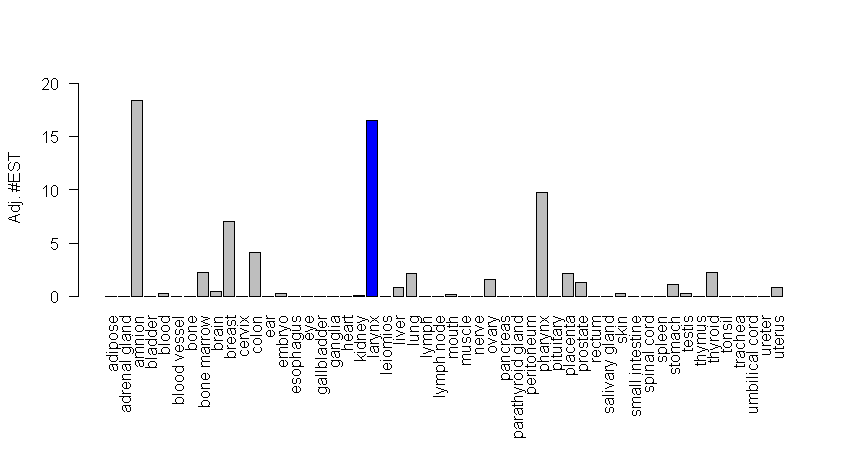 Adj. #EST
20
15
10
5
0
adipose
adrenal gland
amnion
bladder
blood
blood vessel
bone
bone marrow
brain
breast
cervix
colon
ear
embryo
esophagus
eye
gallbladder
ganglia
heart
kidney
larynx
leiomios
liver
lung
lymph
lymph node
mouth
muscle
nerve
ovary
pancreas
parathyroid gland
peritoneum
pharynx
pituitary
placenta
prostate
rectum
salivary gland
skin
small intestine
spinal cord
spleen
stomach
testis
thymus
thyroid
tonsil
trachea
umbilical cord
ureter
uterus